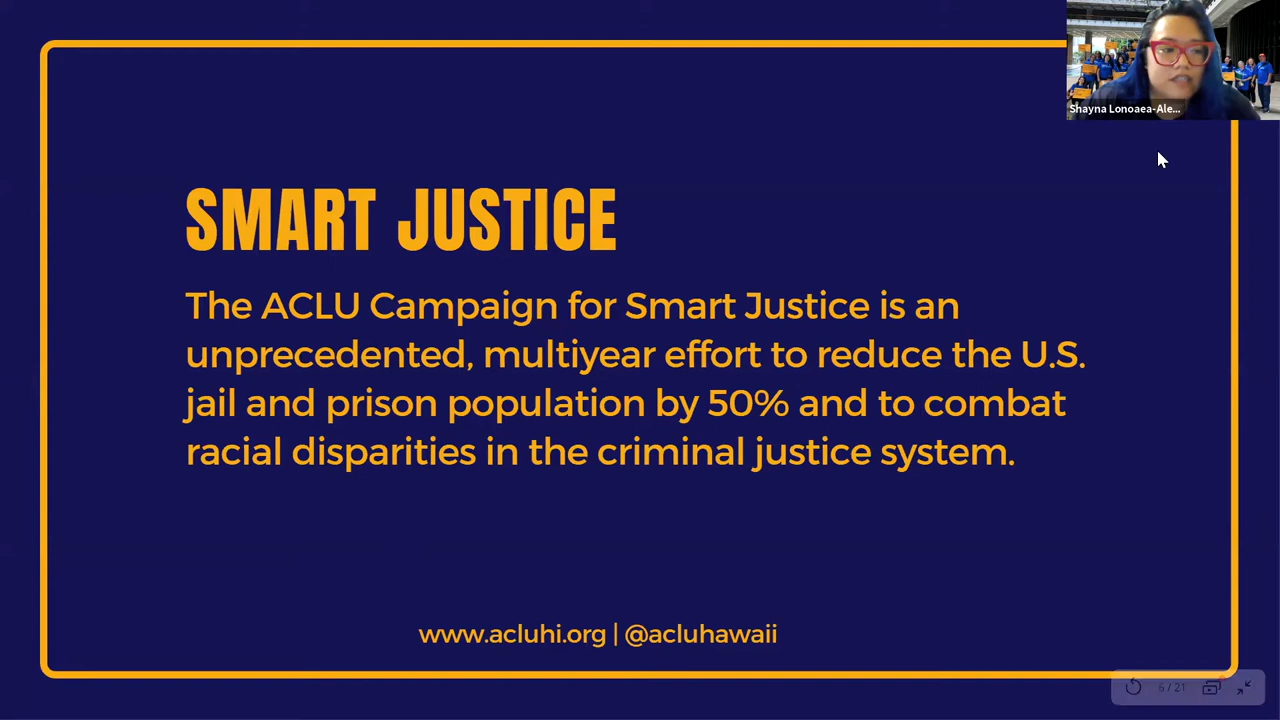 Shayna Lonoaea-Ale...
SMART JUSTICE
The ACLU Campaign for Smart Justice is an
unprecedented, multiyear effort to reduce the U.S.
jail and prison population by 50% and to combat
racial disparities in the criminal justice system.
www.acluhi.org | @acluhawaii
6 / 21